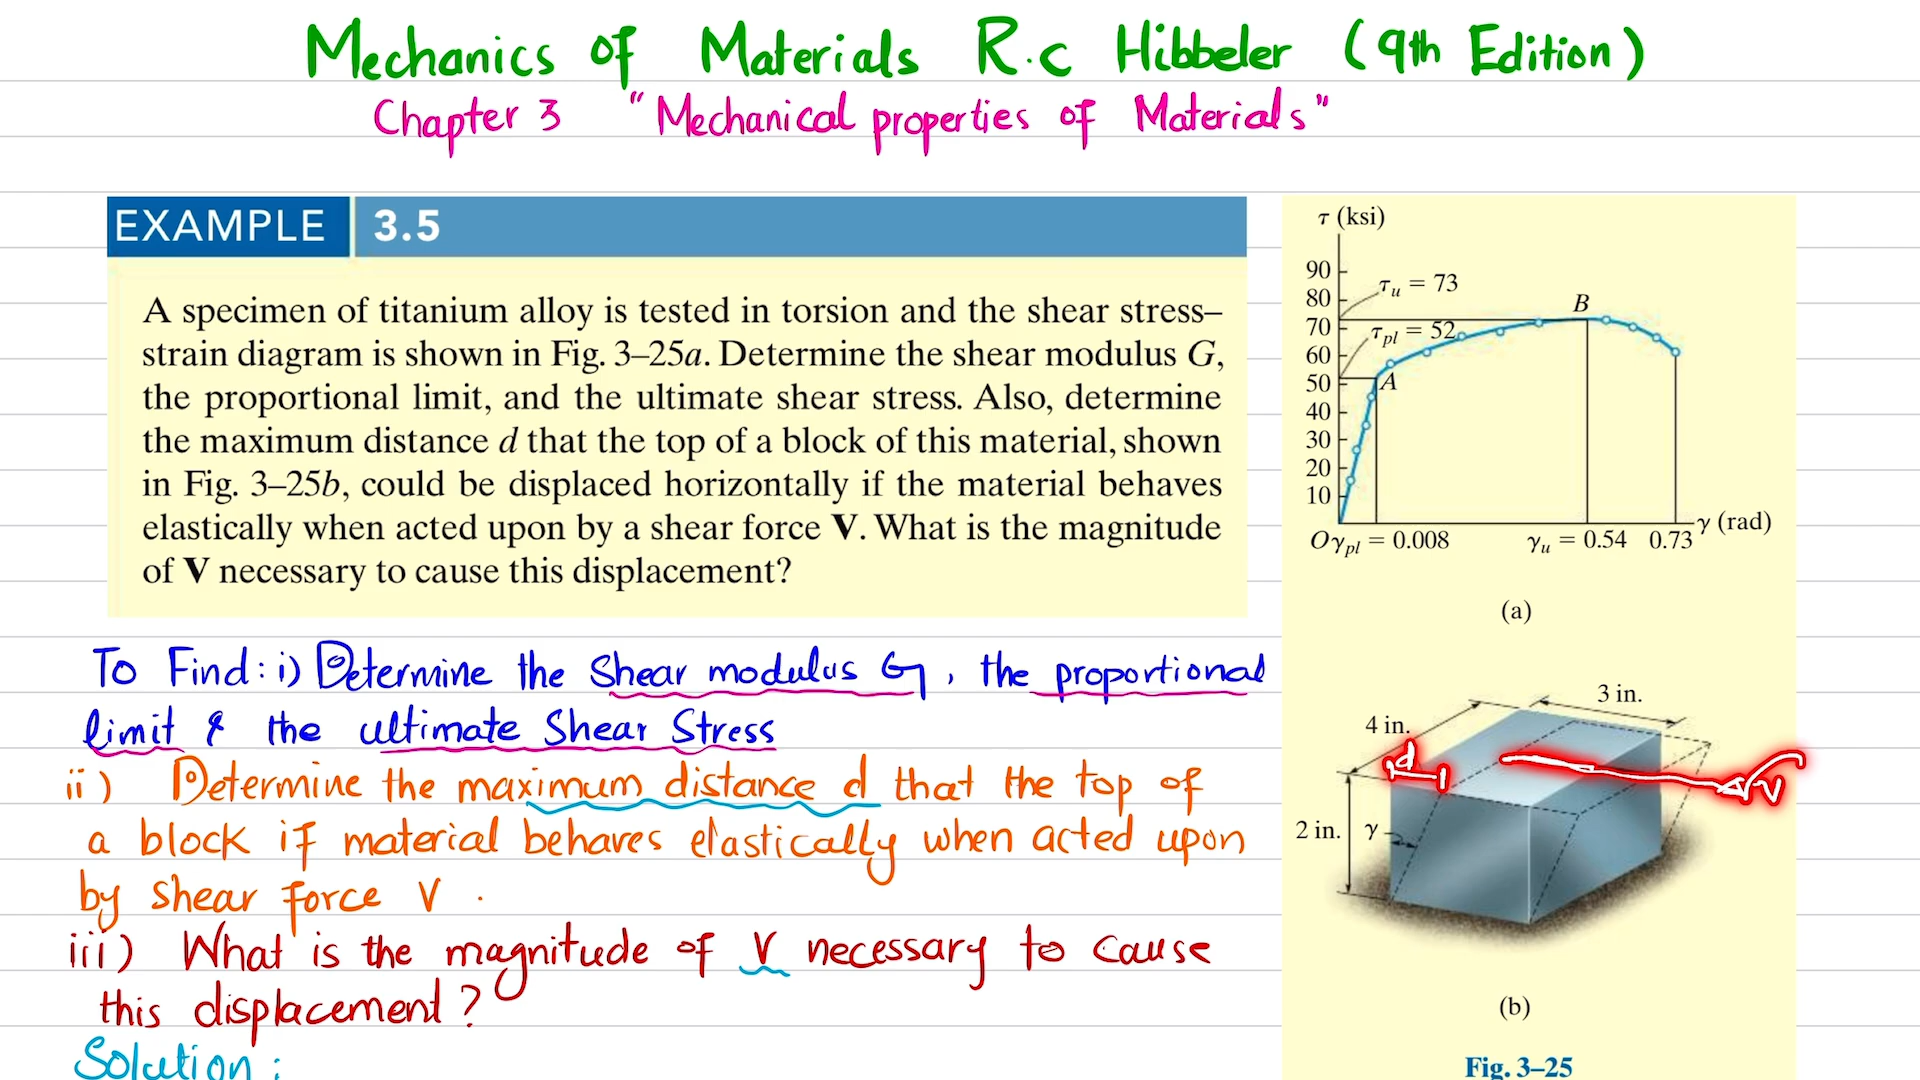 Mechanics of Materials R.C Hibbeler (9th Edition)
Chapter 3 "Mechanical properties of Materials"
EXAMPLE 3.5
A specimen of titanium alloy is tested in torsion and the shear stress–
strain diagram is shown in Fig. 3–25a. Determine the shear modulus G,
the proportional limit, and the ultimate shear stress. Also, determine
the maximum distance d that the top of a block of this material, shown
in Fig. 3–25b, could be displaced horizontally if the material behaves
elastically when acted upon by a shear force V. What is the magnitude
of V necessary to cause this displacement?
τ (ksi)
90
80
70
60
50
40
30
20
10
τu = 73
τpl = 52
B
A
O
γpl = 0.008
γu = 0.54
0.73
γ (rad)
(a)
To Find: i) Determine the Shear modulus G, the proportional
limit & the ultimate Shear Stress
ii) Determine the maximum distance d that the top of
a block if material behaves elastically when acted upon
by shear force V.
iii) What is the magnitude of V necessary to cause
this displacement?
Solution:
3 in.
4 in.
d
V
2 in.
γ
(b)
Fig. 3–25